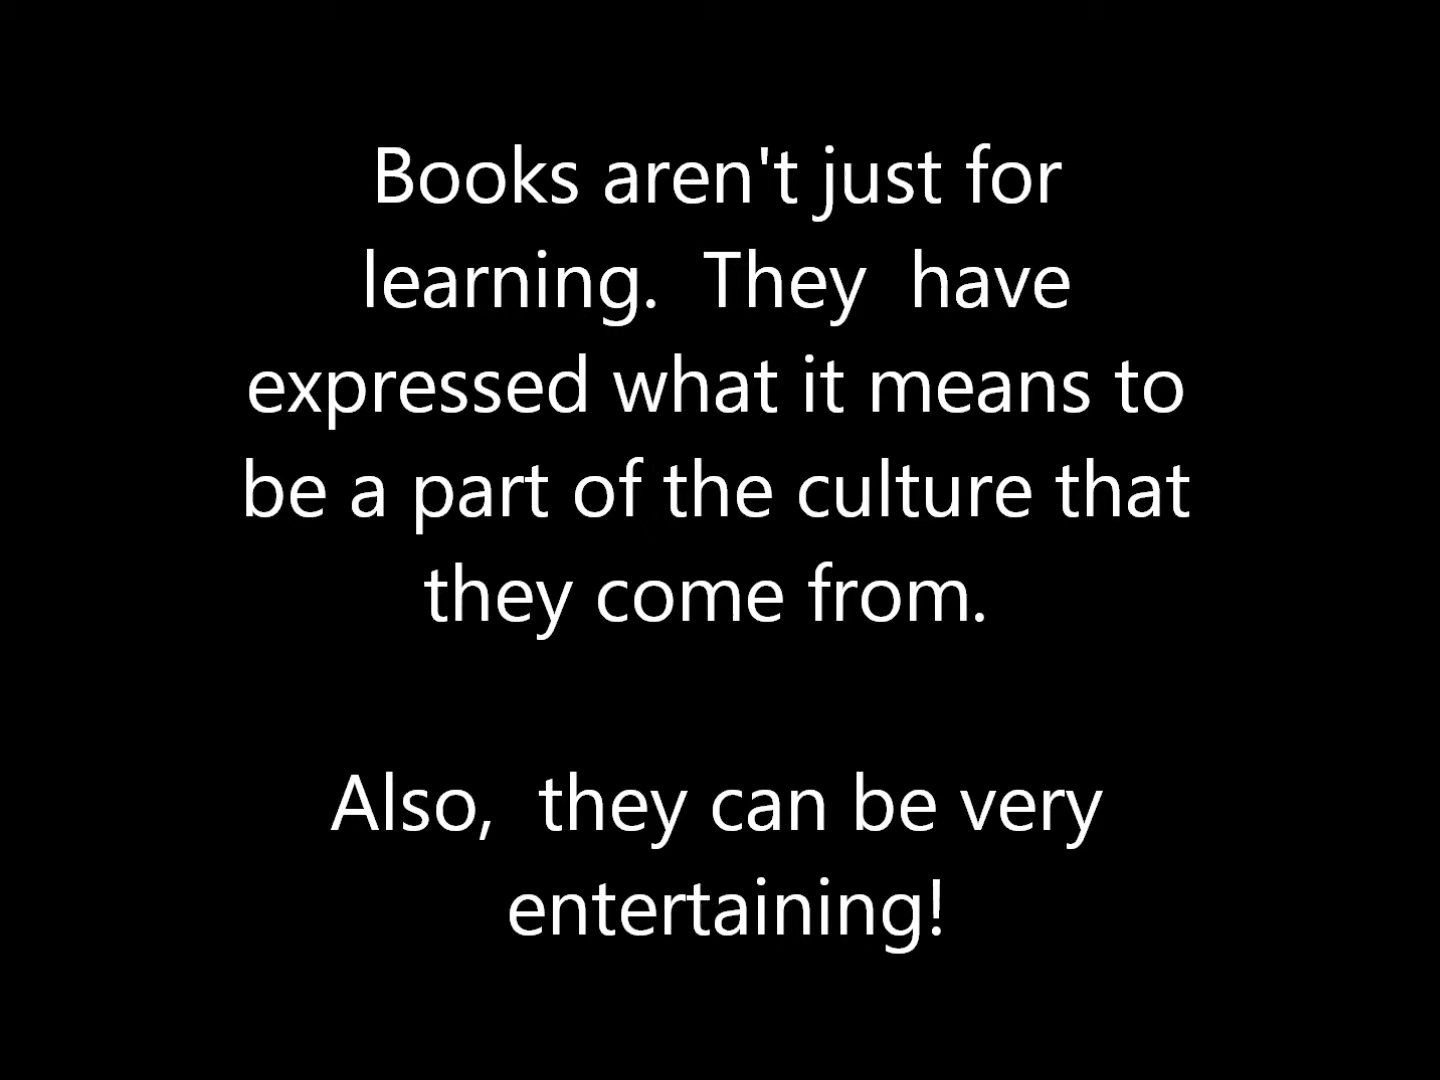 Books aren't just for
learning.  They  have
expressed what it means to
be a part of the culture that
they come from.
Also,  they can be very
entertaining!